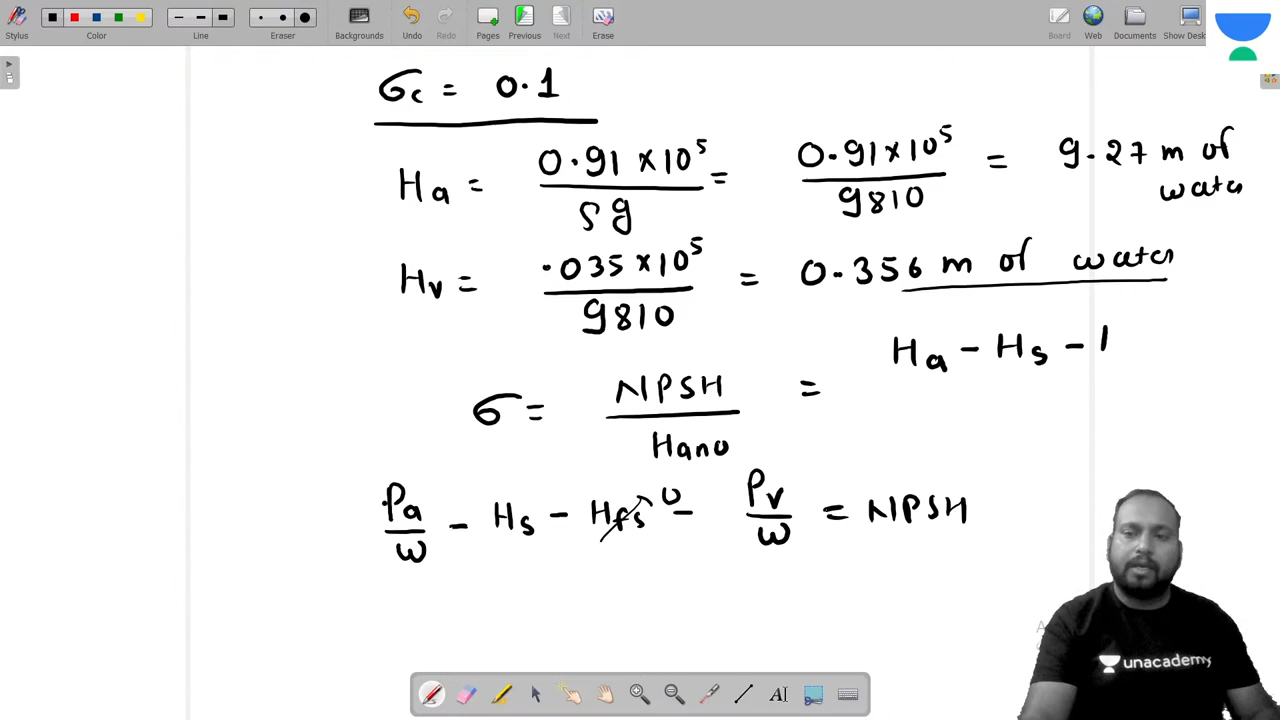 Stylus
Color
Line
Eraser
Backgrounds
Undo
Redo
Pages
Previous
Next
Erase
Board
Web
Documents
Show Desk
σc = 0.1
Ha = 0.91 × 10^5 / ρg = 0.91 × 10^5 / 9810 = 9.27 m of water
Hv = .035 × 10^5 / 9810 = 0.356 m of water
Ha - Hs - 1
σ = NPSH / Hano =
Pa / w - Hs - Hfs 0 - Pv / w = NPSH
unacademy
AI